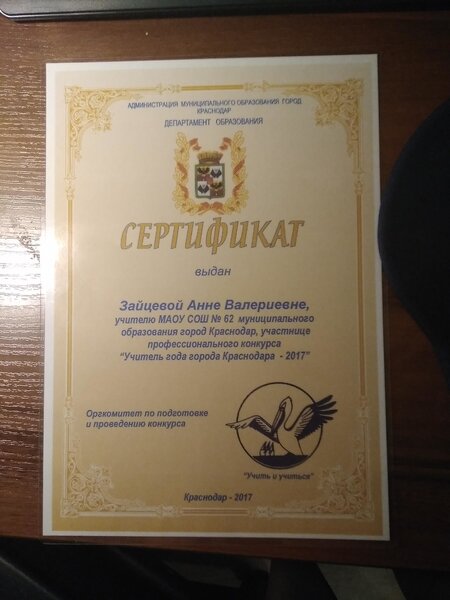 АДМИНИСТРАЦИЯ МУНИЦИПАЛЬНОГО ОБРАЗОВАНИЯ ГОРОД
КРАСНОДАР
ДЕПАРТАМЕНТ ОБРАЗОВАНИЯ
СЕРТИФИКАТ
выдан
Зайцевой Анне Валериевне,
учителю МАОУ СОШ № 62 муниципального
образования город Краснодар, участнице
профессионального конкурса
"Учитель года города Краснодара - 2017"
Оргкомитет по подготовке
и проведению конкурса
"Учить и учиться"
Краснодар - 2017